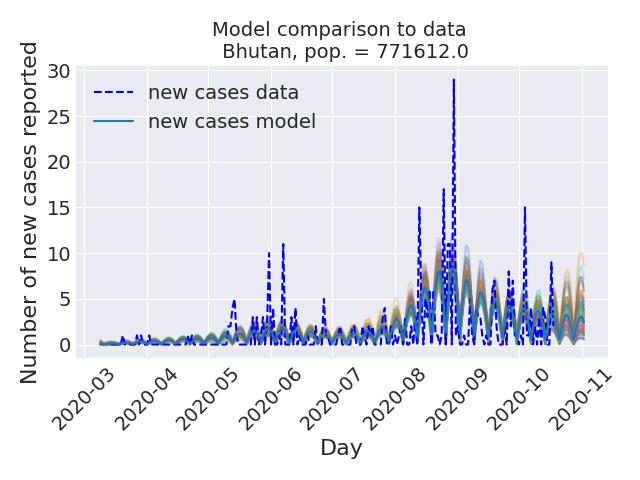 Model comparison to data
Bhutan, pop. = 771612.0
Number of new cases reported
30
25
20
15
10
5
0
new cases data
new cases model
2020-03
2020-04
2020-05
2020-06
2020-07
2020-08
2020-09
2020-10
2020-11
Day